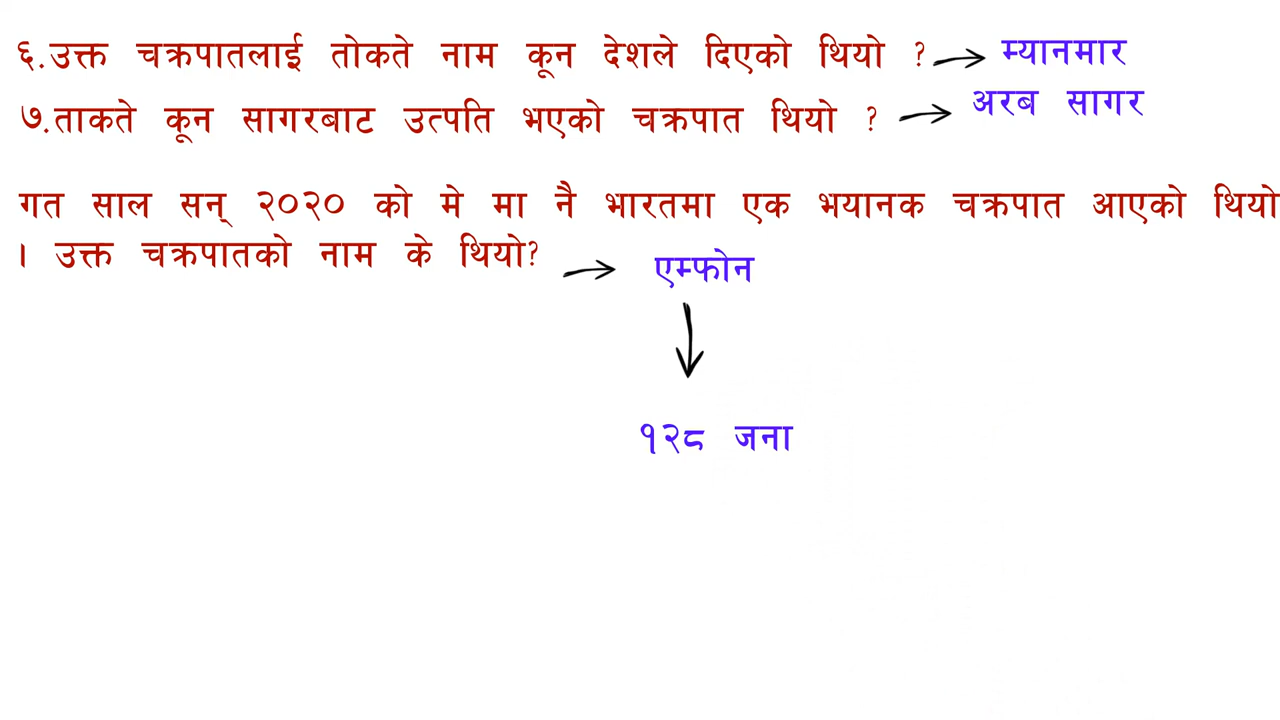 ६.उक्त चक्रपातलाई तोकते नाम कून देशले दिएको थियो ? म्यानमार
७.ताकते कून सागरबाट उत्पति भएको चक्रपात थियो ? अरब सागर
गत साल सन् २०२० को मे मा नै भारतमा एक भयानक चक्रपात आएको थियो
। उक्त चक्रपातको नाम के थियो? एम्फोन
१२८ जना